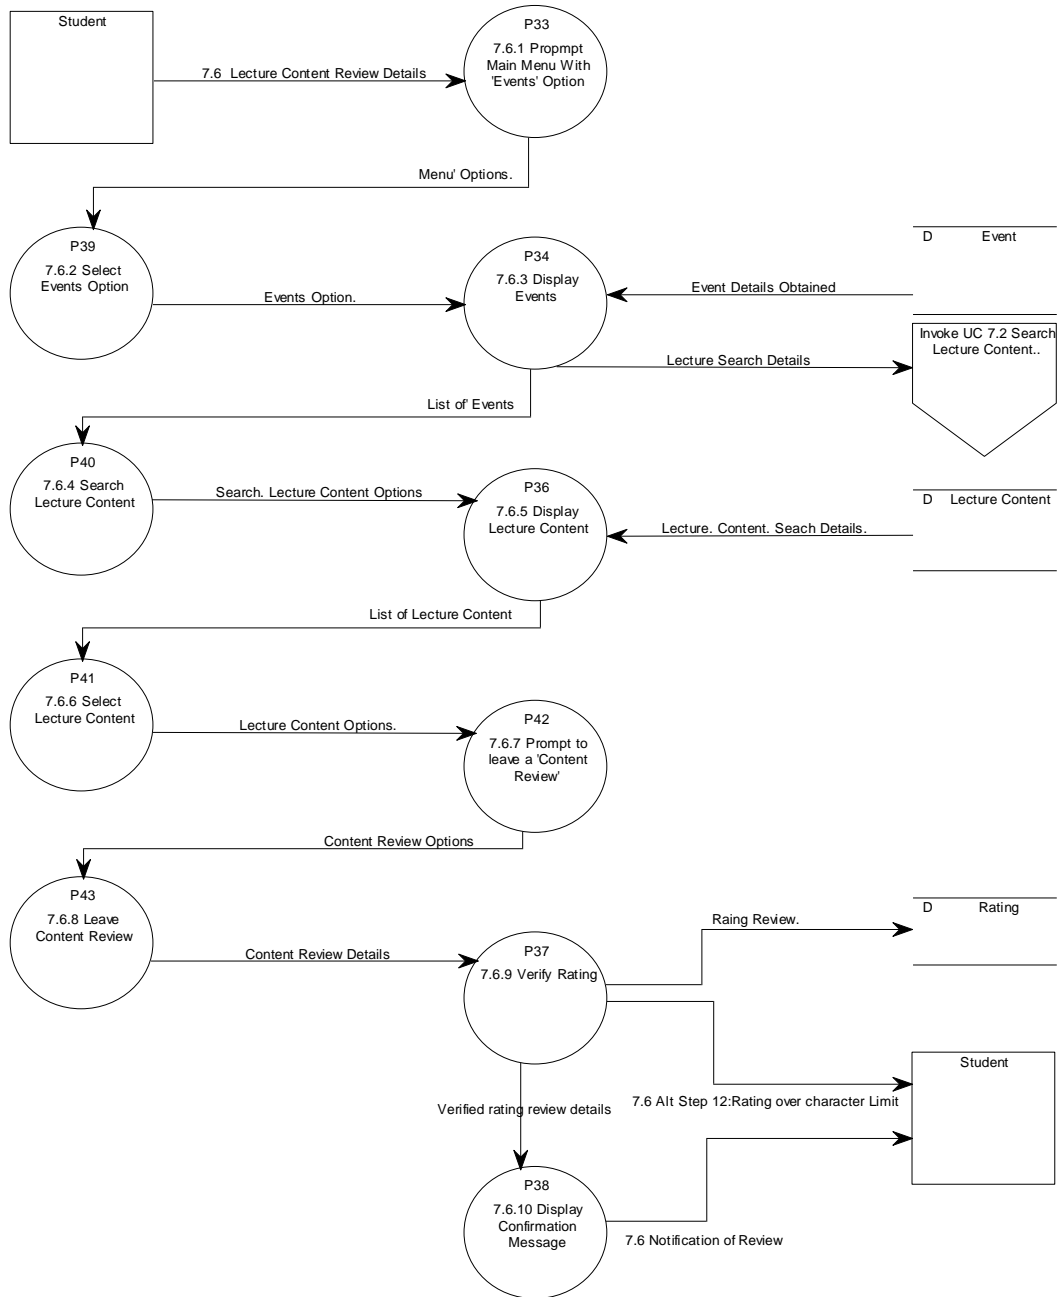 Student
P33
7.6.1 Propmpt
Main Menu With
'Events' Option
7.6  Lecture Content Review Details
Menu' Options.
P39
7.6.2 Select
Events Option
P34
7.6.3 Display
Events
D Event
Events Option.
Event Details Obtained
Invoke UC 7.2 Search
Lecture Content..
Lecture Search Details
List of' Events
P40
7.6.4 Search
Lecture Content
Search. Lecture Content Options
P36
7.6.5 Display
Lecture Content
D Lecture Content
Lecture. Content. Seach Details.
List of Lecture Content
P41
7.6.6 Select
Lecture Content
Lecture Content Options.
P42
7.6.7 Prompt to
leave a 'Content
Review'
Content Review Options
P43
7.6.8 Leave
Content Review
Content Review Details
P37
7.6.9 Verify Rating
Raing Review.
D Rating
Student
7.6 Alt Step 12:Rating over character Limit
Verified rating review details
P38
7.6.10 Display
Confirmation
Message
7.6 Notification of Review